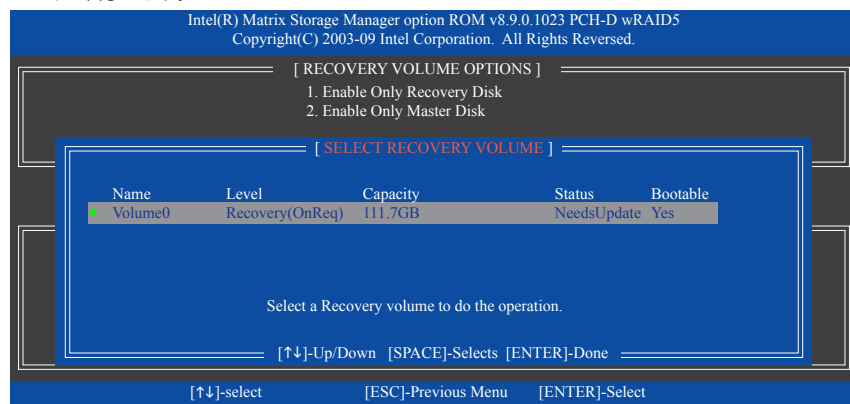 Intel(R) Matrix Storage Manager option ROM v8.9.0.1023 PCH-D wRAID5
Copyright(C) 2003-09 Intel Corporation. All Rights Reversed.
[ RECOVERY VOLUME OPTIONS ]
1. Enable Only Recovery Disk
2. Enable Only Master Disk
[ SELECT RECOVERY VOLUME ]
Name Level Capacity Status Bootable
Volume0 Recovery(OnReq) 111.7GB NeedsUpdate Yes
Select a Recovery volume to do the operation.
[↑↓]-Up/Down [SPACE]-Selects [ENTER]-Done
[↑↓]-select [ESC]-Previous Menu [ENTER]-Select